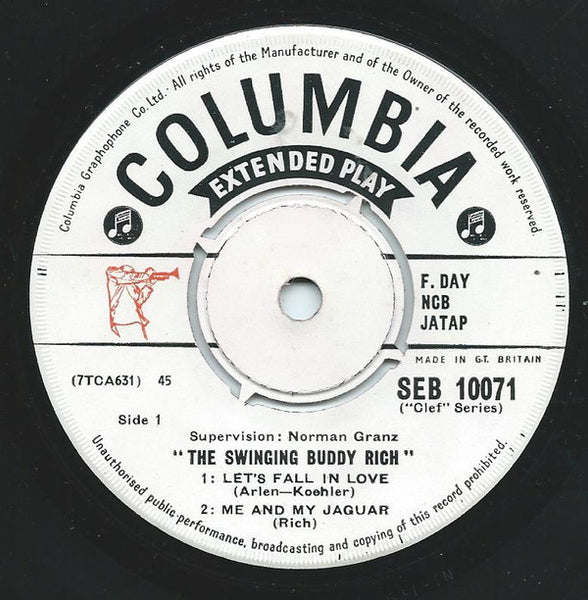 Columbia Graphophone Co. Ltd. · All rights of the Manufacturer and of the Owner of the recorded work reserved.
COLUMBIA
EXTENDED PLAY
F. DAY
NCB
JATAP
MADE IN GT. BRITAIN
(7TCA631) 45
SEB 10071
("Clef" Series)
Side 1
Supervision: Norman Granz
"THE SWINGING BUDDY RICH"
1: LET'S FALL IN LOVE
(Arlen—Koehler)
2: ME AND MY JAGUAR
(Rich)
Unauthorised public performance, broadcasting and copying of this record prohibited.